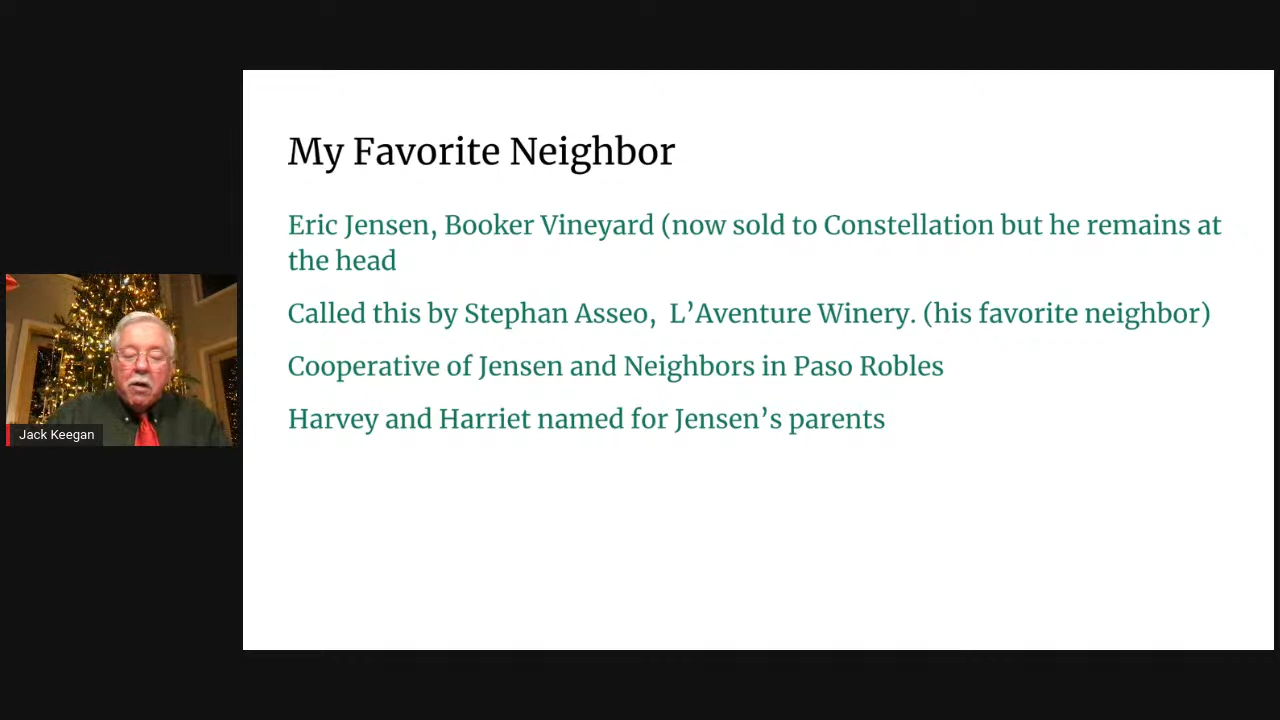 My Favorite Neighbor
Eric Jensen, Booker Vineyard (now sold to Constellation but he remains at
the head
Called this by Stephan Asseo,  L’Aventure Winery. (his favorite neighbor)
Cooperative of Jensen and Neighbors in Paso Robles
Harvey and Harriet named for Jensen’s parents
Jack Keegan